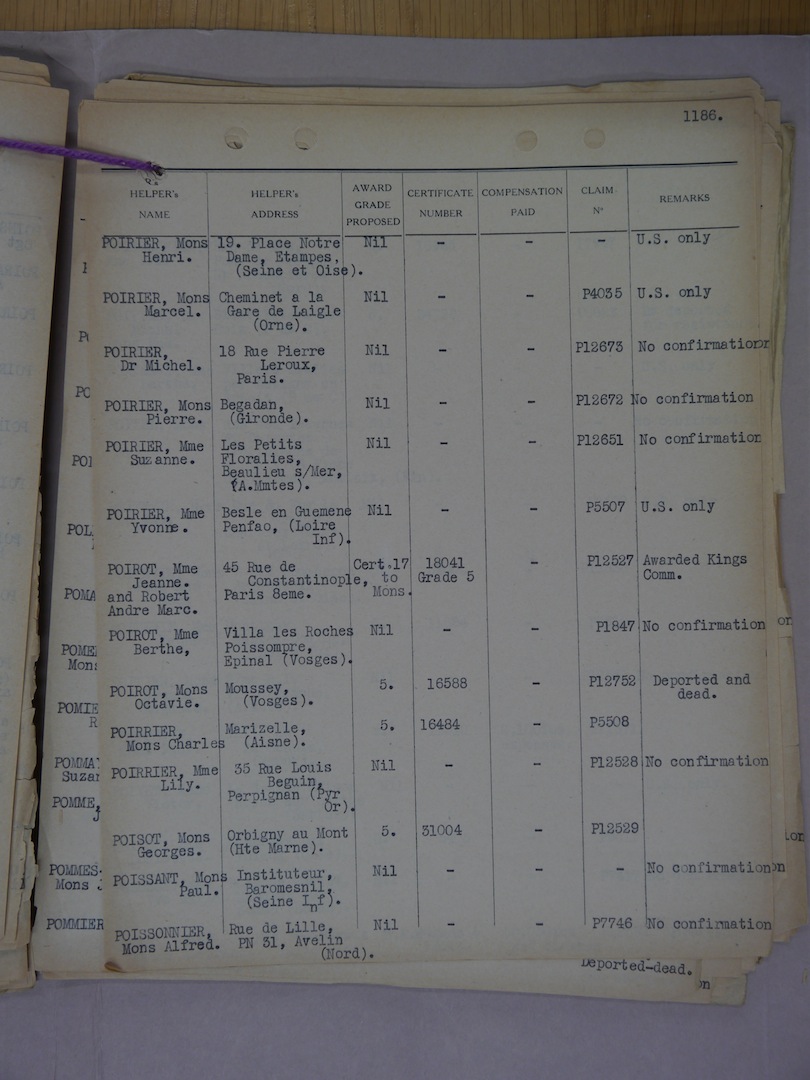 1186.
HELPER's NAME HELPER's ADDRESS AWARD GRADE PROPOSED CERTIFICATE NUMBER COMPENSATION PAID CLAIM Nº REMARKS
POIRIER, Mons 19. Place Notre Nil - - - U.S. only
Henri. Dame, Etampes,
(Seine et Oise).
POIRIER, Mons Cheminet a la Nil - - P4035 U.S. only
Marcel. Gare de Laigle
(Orne).
POIRIER, 18 Rue Pierre Nil - - P12673 No confirmation
Dr Michel. Leroux,
Paris.
POIRIER, Mons Begadan, Nil - - P12672 No confirmation
Pierre. (Gironde).
POIRIER, Mme Les Petits Nil - - P12651 No confirmation
Suzanne. Floralies,
Beaulieu s/Mer,
(A.Mmtes).
POIRIER, Mme Besle en Guemene Nil - - P5507 U.S. only
Yvonne. Penfao, (Loire
Inf).
POIROT, Mme 45 Rue de Cert.17 18041 - P12527 Awarded Kings
Jeanne. Constantinople, to Grade 5 Comm.
and Robert Paris 8eme. Mons.
Andre Marc.
POIROT, Mme Villa les Roches Nil - - P1847 No confirmation
Berthe, Poissompre,
Epinal (Vosges).
POIROT, Mons Moussey, 5. 16588 - P12752 Deported and
Octavie. (Vosges). dead.
POIRRIER, Marizelle, 5. 16484 - P5508
Mons Charles (Aisne).
POIRRIER, Mme 35 Rue Louis Nil - - P12528 No confirmation
Lily. Beguin,
Perpignan (Pyr
Or).
POISOT, Mons Orbigny au Mont 5. 31004 - P12529
Georges. (Hte Marne).
POISSANT, Mons Instituteur, Nil - - - No confirmation
Paul. Baromesnil,
(Seine Inf).
POISSONNIER, Rue de Lille, Nil - - P7746 No confirmation
Mons Alfred. PN 31, Avelin
(Nord).
POMMIER
Deported-dead.